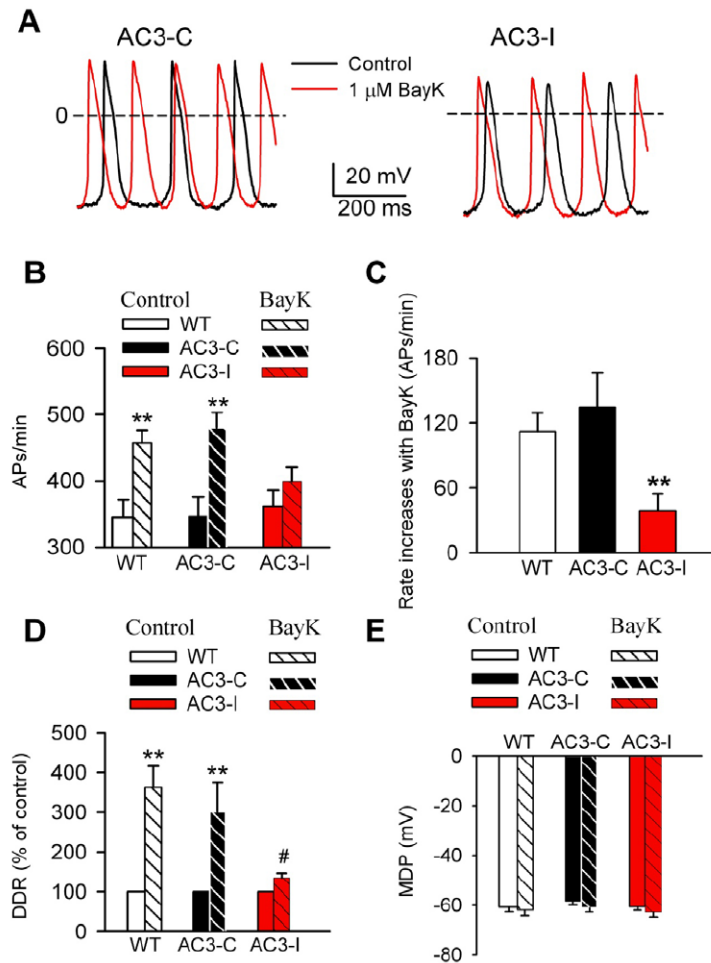 A
AC3-C
AC3-I
Control
1 µM BayK
0
20 mV
200 ms
B
Control BayK
WT
AC3-C
AC3-I
600
500
400
300
APs/min
** **
WT AC3-C AC3-I
C
Rate increases with BayK (APs/min)
180
120
60
0
**
WT AC3-C AC3-I
D
Control BayK
WT
AC3-C
AC3-I
500
400
300
200
100
0
DDR (% of control)
** ** #
WT AC3-C AC3-I
E
Control BayK
WT
AC3-C
AC3-I
WT AC3-C AC3-I
0
-20
-40
-60
-80
MDP (mV)